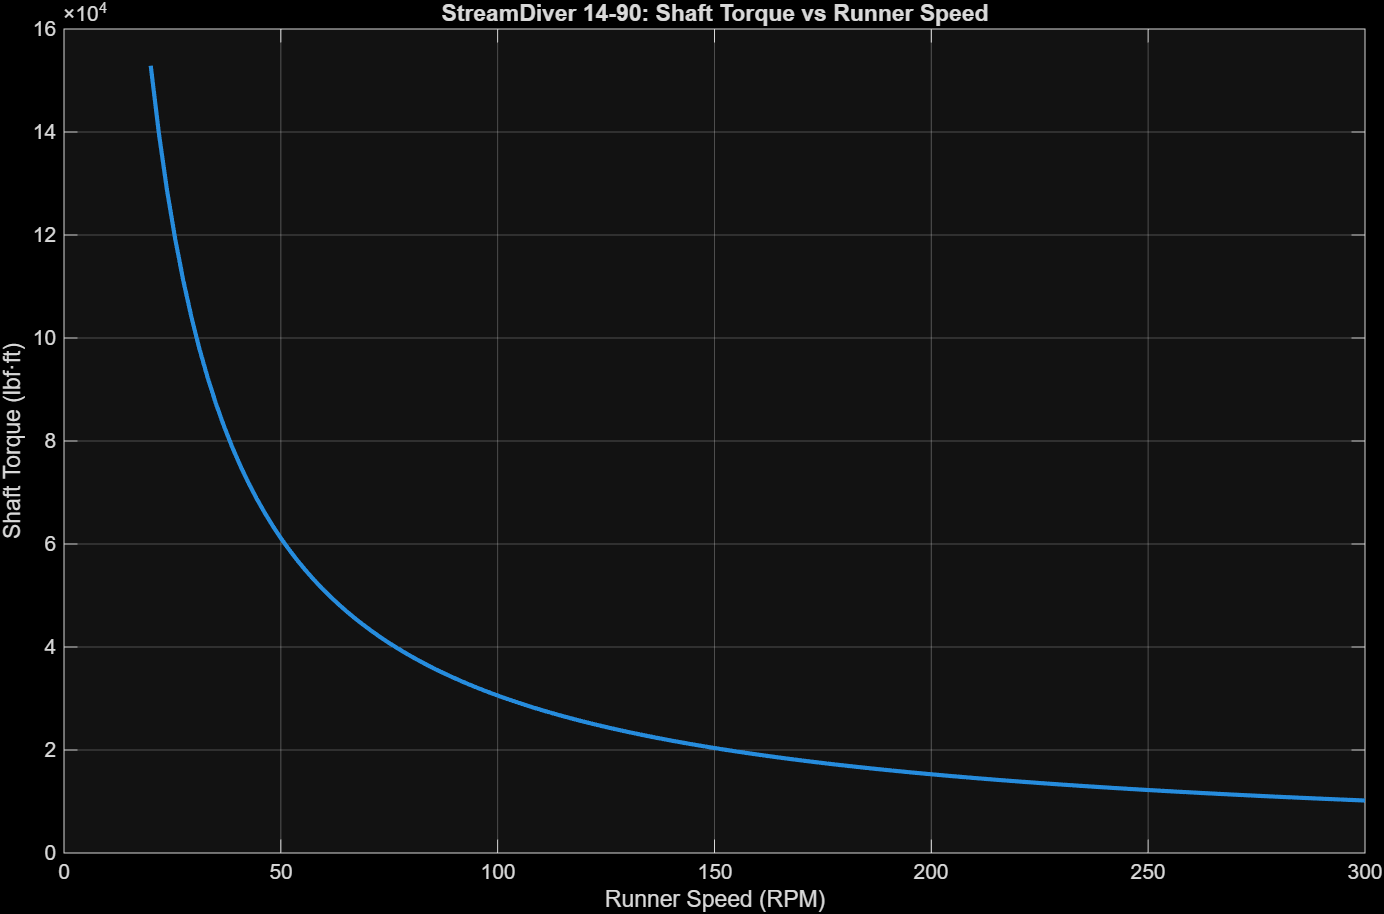 StreamDiver 14-90: Shaft Torque vs Runner Speed
×10⁴
16
14
12
10
8
6
4
2
0
Shaft Torque (lbf·ft)
0 50 100 150 200 250 300
Runner Speed (RPM)